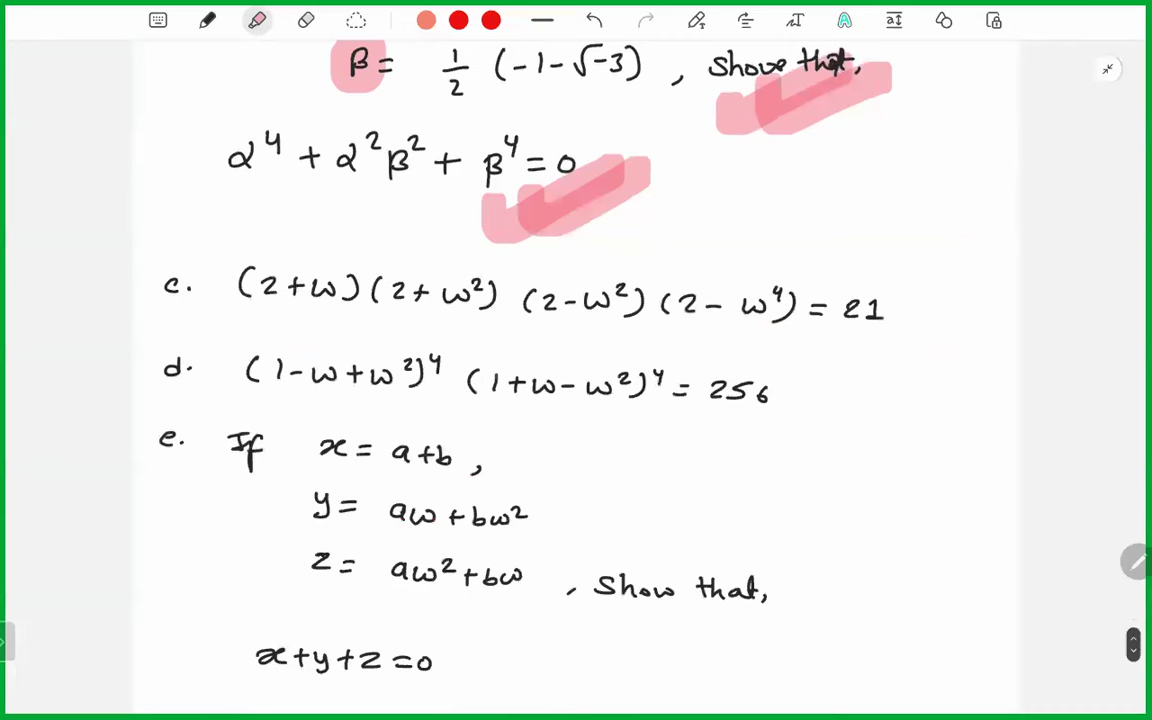 β = 1/2 (-1-√-3) , show that,
α⁴ + α²β² + β⁴ = 0
c. (2+ω)(2+ω²) (2-ω²)(2-ω⁴) = 21
d. (1-ω+ω²)⁴ (1+ω-ω²)⁴ = 256
e. If x = a+b ,
y = aω+bω²
z = aω²+bω , Show that,
x+y+z=0